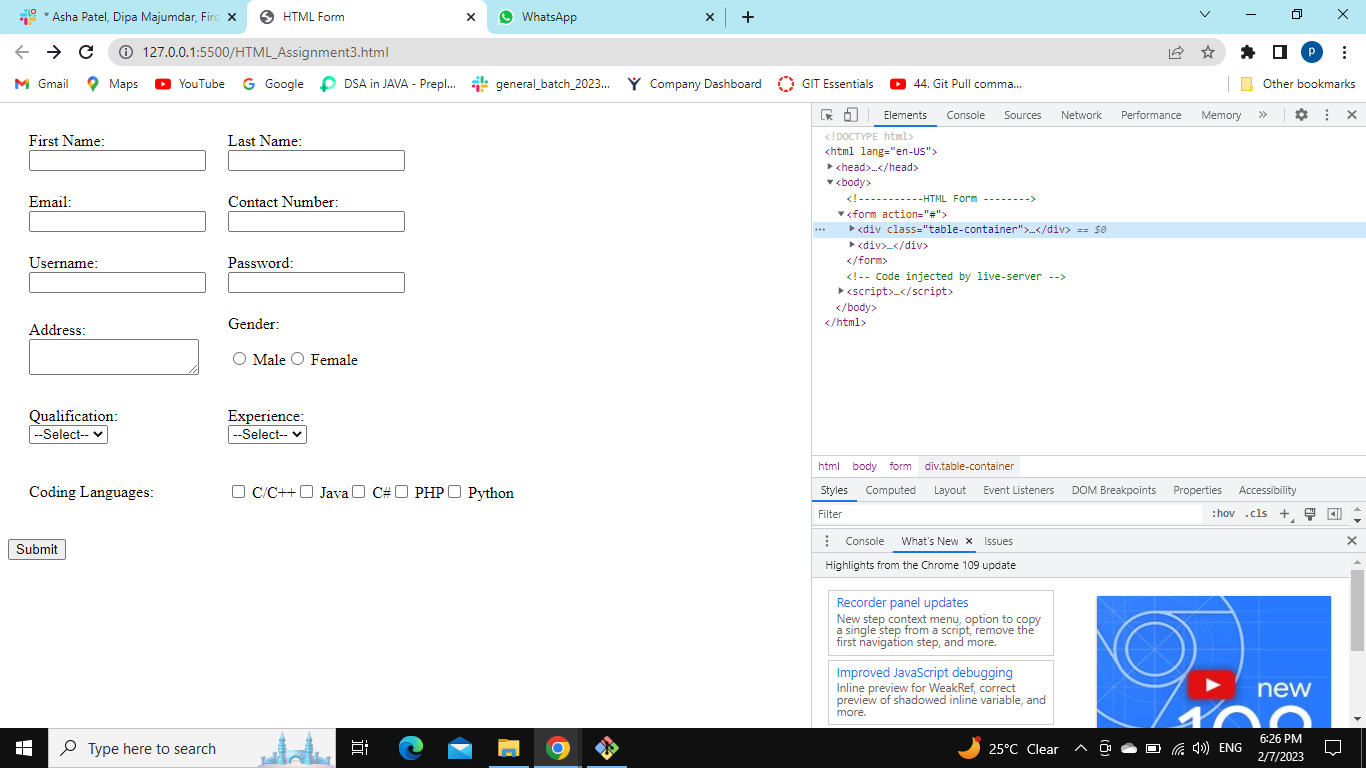 * Asha Patel, Dipa Majumdar, Firo
HTML Form
WhatsApp
127.0.0.1:5500/HTML_Assignment3.html
P
Gmail
Maps
YouTube
Google
DSA in JAVA - Prepl...
general_batch_2023...
Company Dashboard
GIT Essentials
44. Git Pull comma...
Other bookmarks
First Name:
Last Name:
Email:
Contact Number:
Username:
Password:
Address:
Gender:
Male
Female
Qualification:
Experience:
--Select--
--Select--
Coding Languages:
C/C++
Java
C#
PHP
Python
Submit
Elements
Console
Sources
Network
Performance
Memory
»
<!DOCTYPE html>
<html lang="en-US">
<head>…</head>
<body>
<!-----------HTML Form -------->
<form action="#">
<div class="table-container">…</div> == $0
<div>…</div>
</form>
<!-- Code injected by live-server -->
<script>…</script>
</body>
</html>
html
body
form
div.table-container
Styles
Computed
Layout
Event Listeners
DOM Breakpoints
Properties
Accessibility
Filter
:hov
.cls
+
Console
What's New
Issues
Highlights from the Chrome 109 update
Recorder panel updates
New step context menu, option to copy
a single step from a script, remove the
first navigation step, and more.
Improved JavaScript debugging
Inline preview for WeakRef, correct
preview of shadowed inline variable, and
more.
new
109
Type here to search
25°C Clear
ENG
6:26 PM
2/7/2023